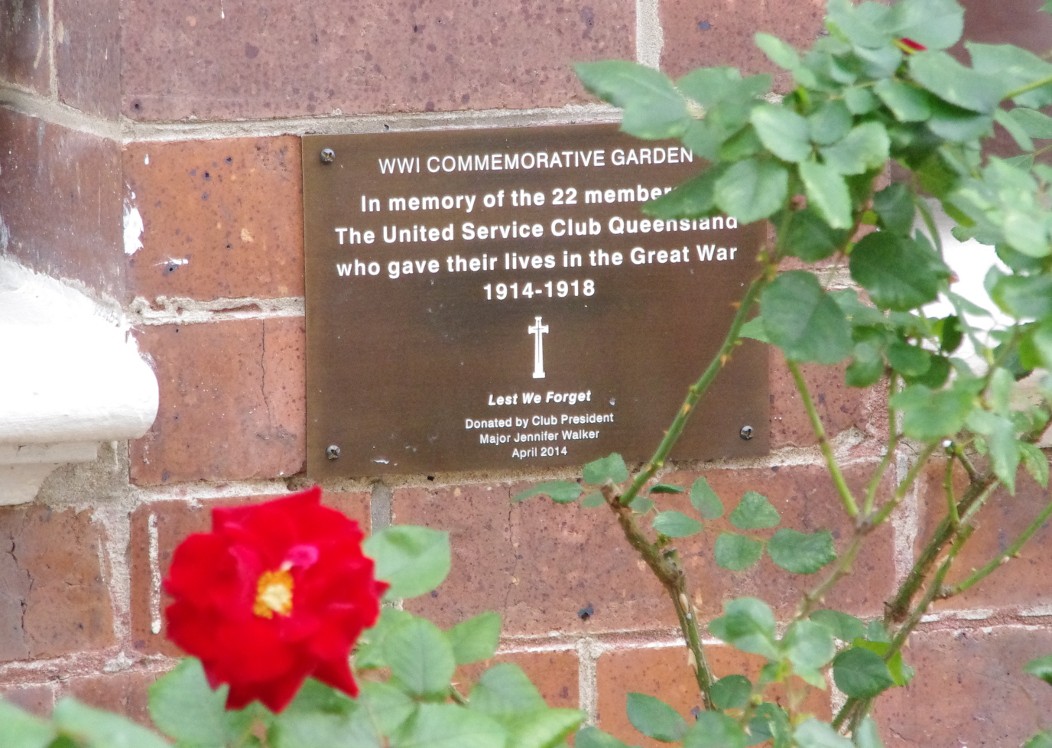 WWI COMMEMORATIVE GARDEN
In memory of the 22 member
The United Service Club Queensland
who gave their lives in the Great War
1914-1918
Lest We Forget
Donated by Club President
Major Jennifer Walker
April 2014